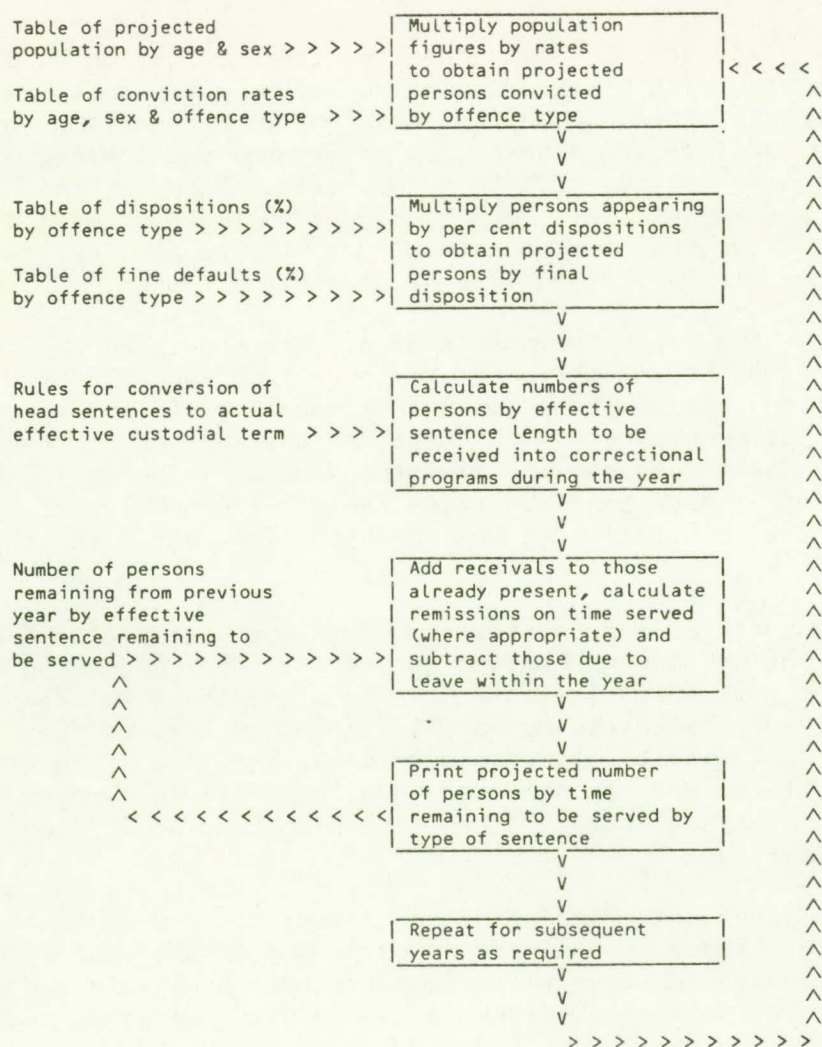 Table of projected
population by age & sex > > > > >
Table of conviction rates
by age, sex & offence type > > >
Multiply population
figures by rates
to obtain projected
persons convicted
by offence type
< < < <
Table of dispositions (%)
by offence type > > > > > > > > >
Table of fine defaults (%)
by offence type > > > > > > > > >
Multiply persons appearing
by per cent dispositions
to obtain projected
persons by final
disposition
Rules for conversion of
head sentences to actual
effective custodial term > > > >
Calculate numbers of
persons by effective
sentence length to be
received into correctional
programs during the year
Number of persons
remaining from previous
year by effective
sentence remaining to
be served > > > > > > > > > > > >
Add receivals to those
already present, calculate
remissions on time served
(where appropriate) and
subtract those due to
leave within the year
Print projected number
of persons by time
remaining to be served by
type of sentence
< < < < < < < < < < < <
Repeat for subsequent
years as required
> > > > > > > > > > >